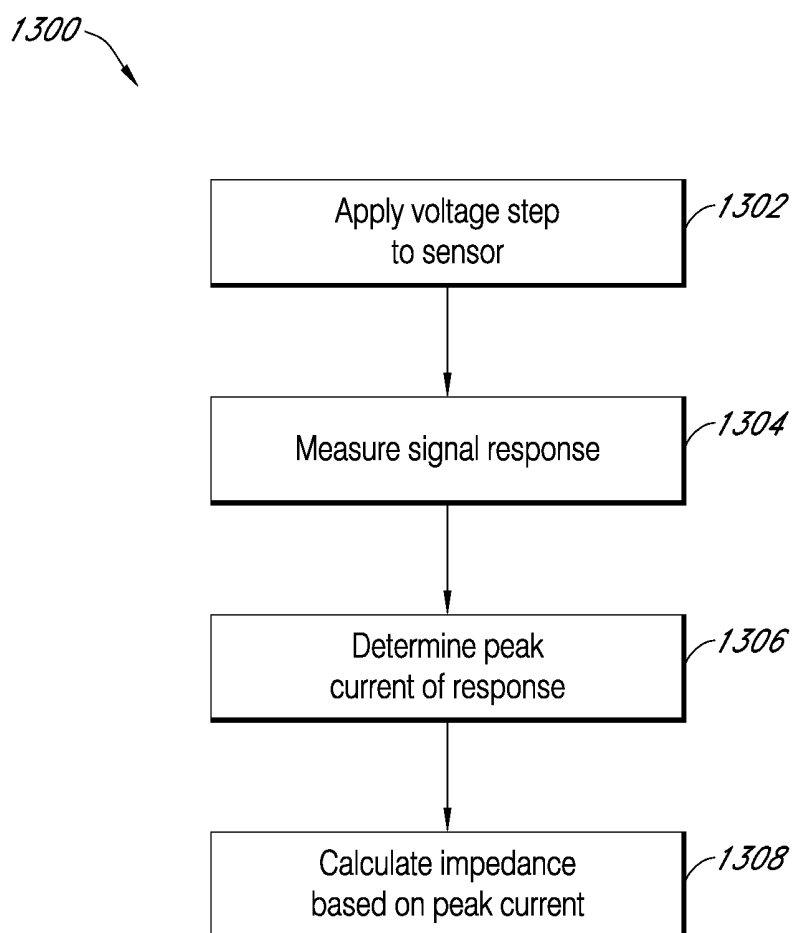 1300
Apply voltage step
to sensor
1302
Measure signal response
1304
Determine peak
current of response
1306
Calculate impedance
based on peak current
1308